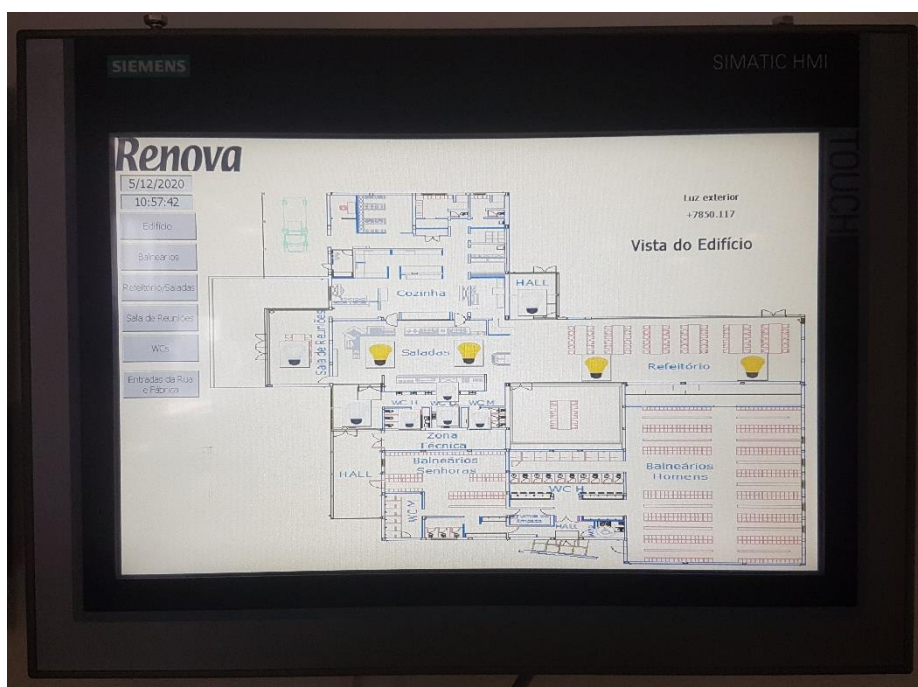 SIEMENS
SIMATIC HMI
TOUCH
Renova
5/12/2020
10:57:42
Edifício
Balneários
Refeitório/Saladas
Sala de Reuniões
WCs
Entradas da Rua
e Fábrica
Luz exterior
+7850.117
Vista do Edifício
Cozinha
HALL
Sala de Reuniões
Saladas
Refeitório
WC H
WC M
Zona
Técnica
HALL
Balneários
Senhoras
WC M
WC H
HALL
Balneários
Homens